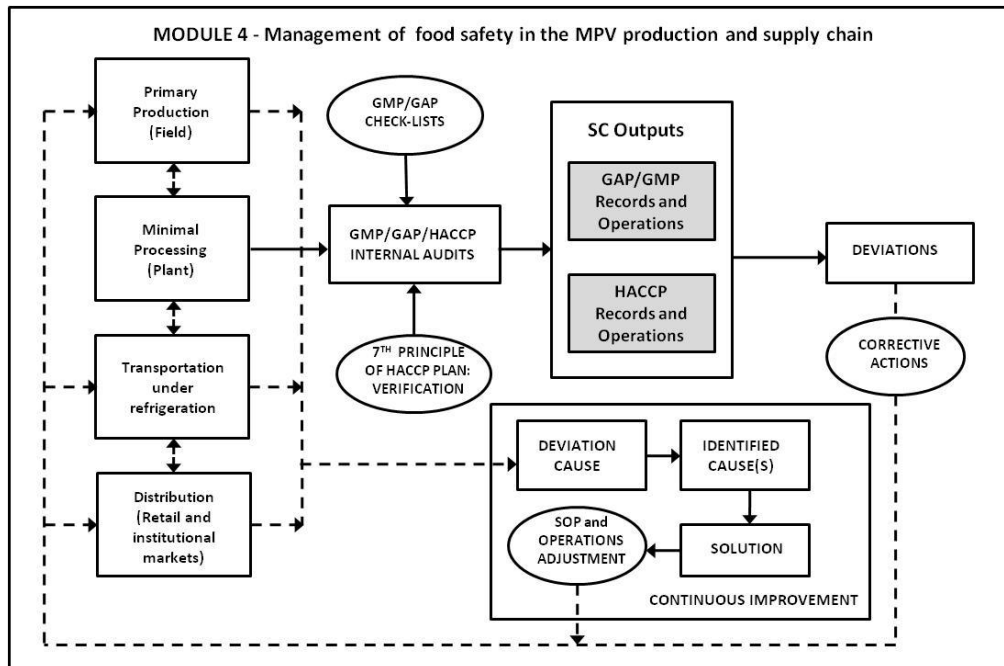 MODULE 4 - Management of food safety in the MPV production and supply chain
Primary
Production
(Field)
Minimal
Processing
(Plant)
Transportation
under
refrigeration
Distribution
(Retail and
institutional
markets)
GMP/GAP
CHECK-LISTS
GMP/GAP/HACCP
INTERNAL AUDITS
7TH PRINCIPLE
OF HACCP PLAN:
VERIFICATION
SC Outputs
GAP/GMP
Records and
Operations
HACCP
Records and
Operations
DEVIATIONS
CORRECTIVE
ACTIONS
DEVIATION
CAUSE
IDENTIFIED
CAUSE(S)
SOP and
OPERATIONS
ADJUSTMENT
SOLUTION
CONTINUOUS IMPROVEMENT